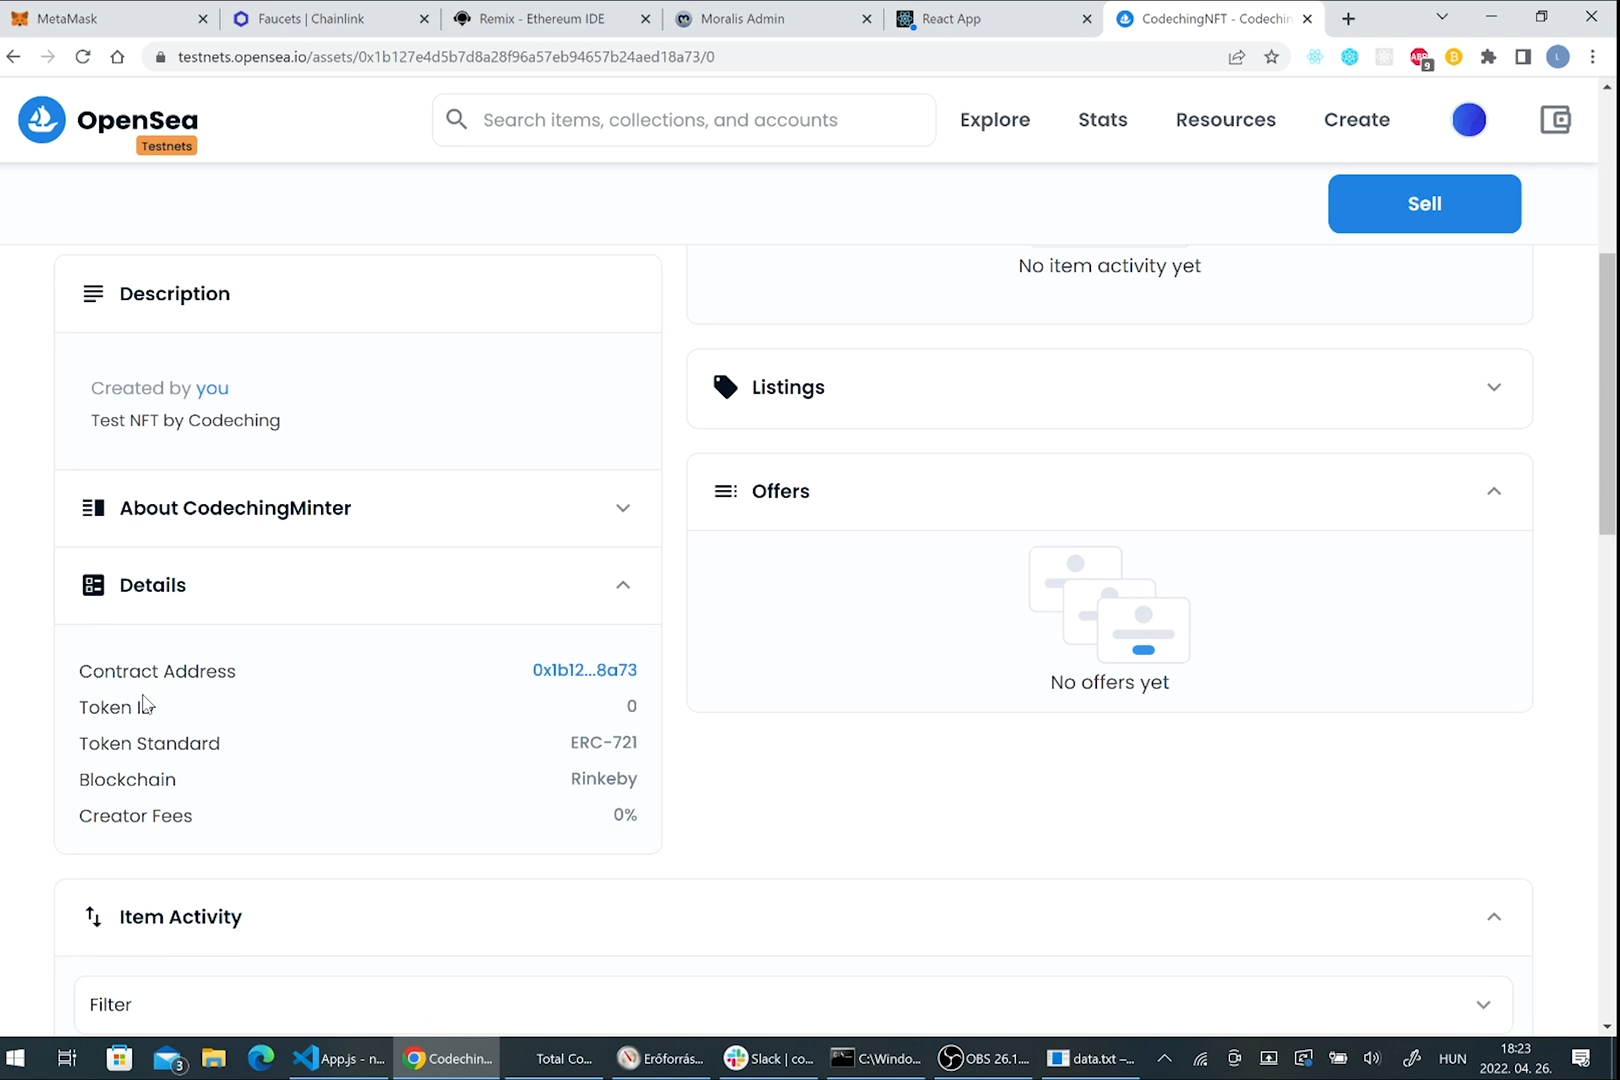 MetaMask
Faucets | Chainlink
Remix - Ethereum IDE
Moralis Admin
React App
CodechingNFT - Codechin
testnets.opensea.io/assets/0x1b127e4d5b7d8a28f96a57eb94657b24aed18a73/0
ABP
9
B
L
OpenSea
Testnets
Search items, collections, and accounts
Explore
Stats
Resources
Create
Sell
No item activity yet
Description
Created by you
Test NFT by Codeching
About CodechingMinter
Details
Contract Address
0x1b12...8a73
Token ID
0
Token Standard
ERC-721
Blockchain
Rinkeby
Creator Fees
0%
Listings
Offers
No offers yet
Item Activity
Filter
3
App.js - n...
Codechin...
Total Co...
Erőforrás...
Slack | co...
C:\Windo...
OBS 26.1....
data.txt –...
HUN
18:23
2022. 04. 26.